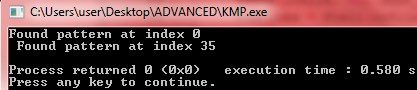 C:\Users\user\Desktop\ADVANCED\KMP.exe
Found pattern at index 0
 Found pattern at index 35
Process returned 0 (0x0)   execution time : 0.580 s
Press any key to continue.